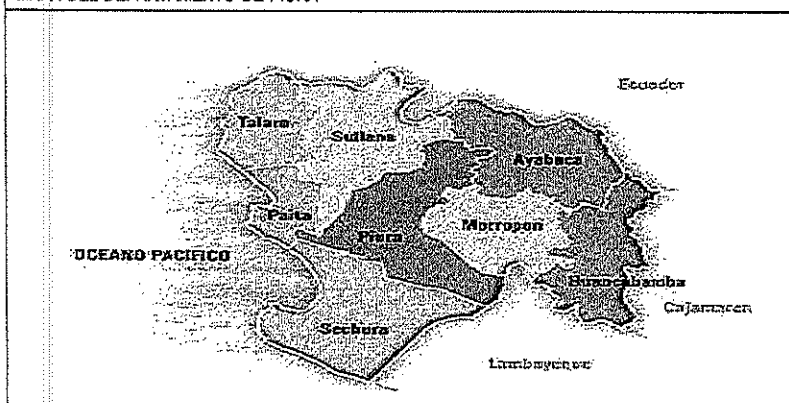 Ecuador
Talara
Sullana
Ayabaca
Paita
Piura
Morropon
OCEANO PACIFICO
Huancabamba
Cajamarca
Sechura
Lambayeque